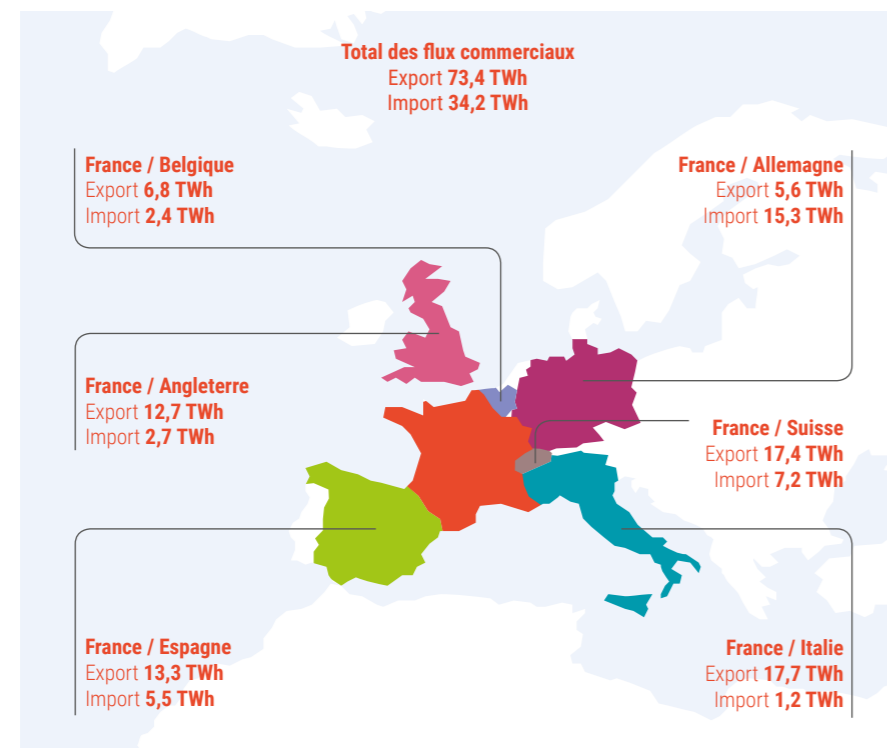 Total des flux commerciaux
Export 73,4 TWh
Import 34,2 TWh
France / Belgique
Export 6,8 TWh
Import 2,4 TWh
France / Allemagne
Export 5,6 TWh
Import 15,3 TWh
France / Angleterre
Export 12,7 TWh
Import 2,7 TWh
France / Suisse
Export 17,4 TWh
Import 7,2 TWh
France / Espagne
Export 13,3 TWh
Import 5,5 TWh
France / Italie
Export 17,7 TWh
Import 1,2 TWh